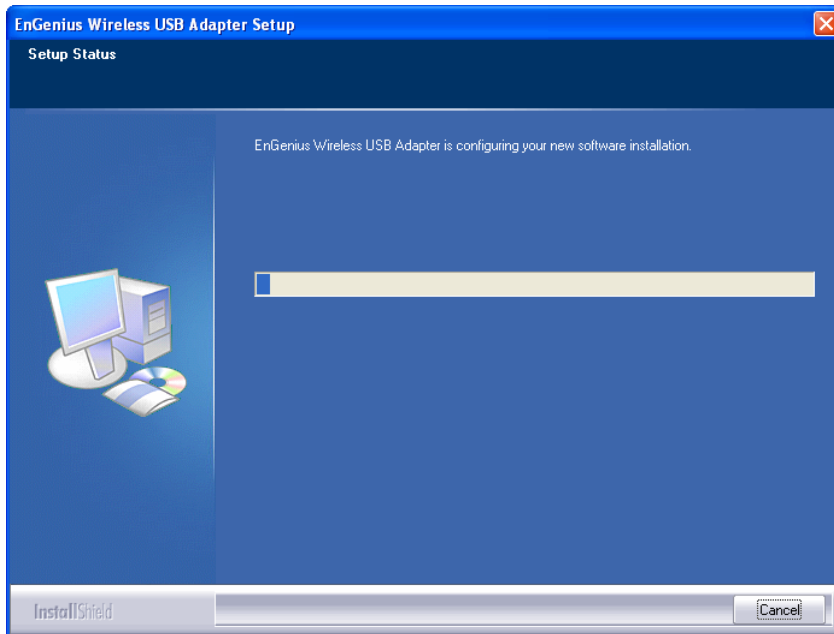 EnGenius Wireless USB Adapter Setup
Setup Status
EnGenius Wireless USB Adapter is configuring your new software installation.
InstallShield
Cancel